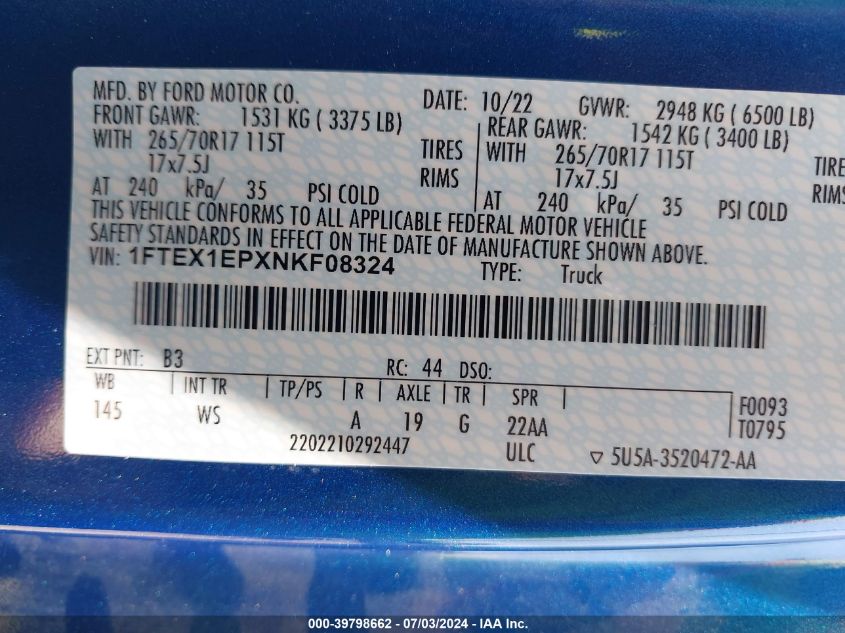 MFD. BY FORD MOTOR CO. DATE: 10/22 GVWR: 2948 KG ( 6500 LB)
FRONT GAWR: 1531 KG ( 3375 LB) REAR GAWR: 1542 KG ( 3400 LB)
WITH 265/70R17 115T TIRES WITH 265/70R17 115T TIRE
17x7.5J RIMS 17x7.5J RIMS
AT 240 kPa/ 35 PSI COLD AT 240 kPa/ 35 PSI COLD
THIS VEHICLE CONFORMS TO ALL APPLICABLE FEDERAL MOTOR VEHICLE
SAFETY STANDARDS IN EFFECT ON THE DATE OF MANUFACTURE SHOWN ABOVE.
VIN: 1FTEX1EPXNKF08324 TYPE: Truck
EXT PNT: B3 RC: 44 DSO:
WB INT TR TP/PS R AXLE TR SPR F0093
145 WS A 19 G 22AA T0795
2202210292447 ULC ▽ 5U5A-3520472-AA
000-39798662 - 07/03/2024 - IAA Inc.